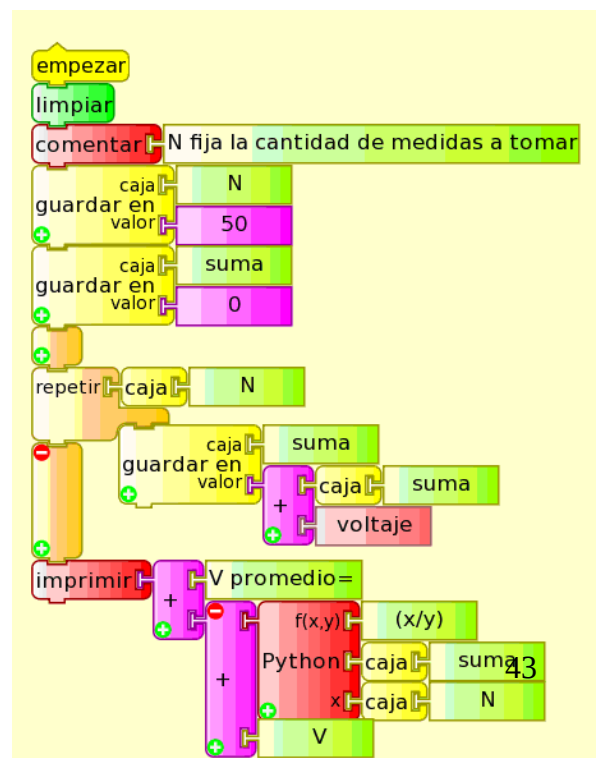 empezar
limpiar
comentar N fija la cantidad de medidas a tomar
caja N
guardar en
valor 50
caja suma
guardar en
valor 0
repetir caja N
caja suma
guardar en
valor + caja suma
voltaje
imprimir + V promedio=
f(x,y) (x/y)
+ Python caja suma 43
x caja N
V